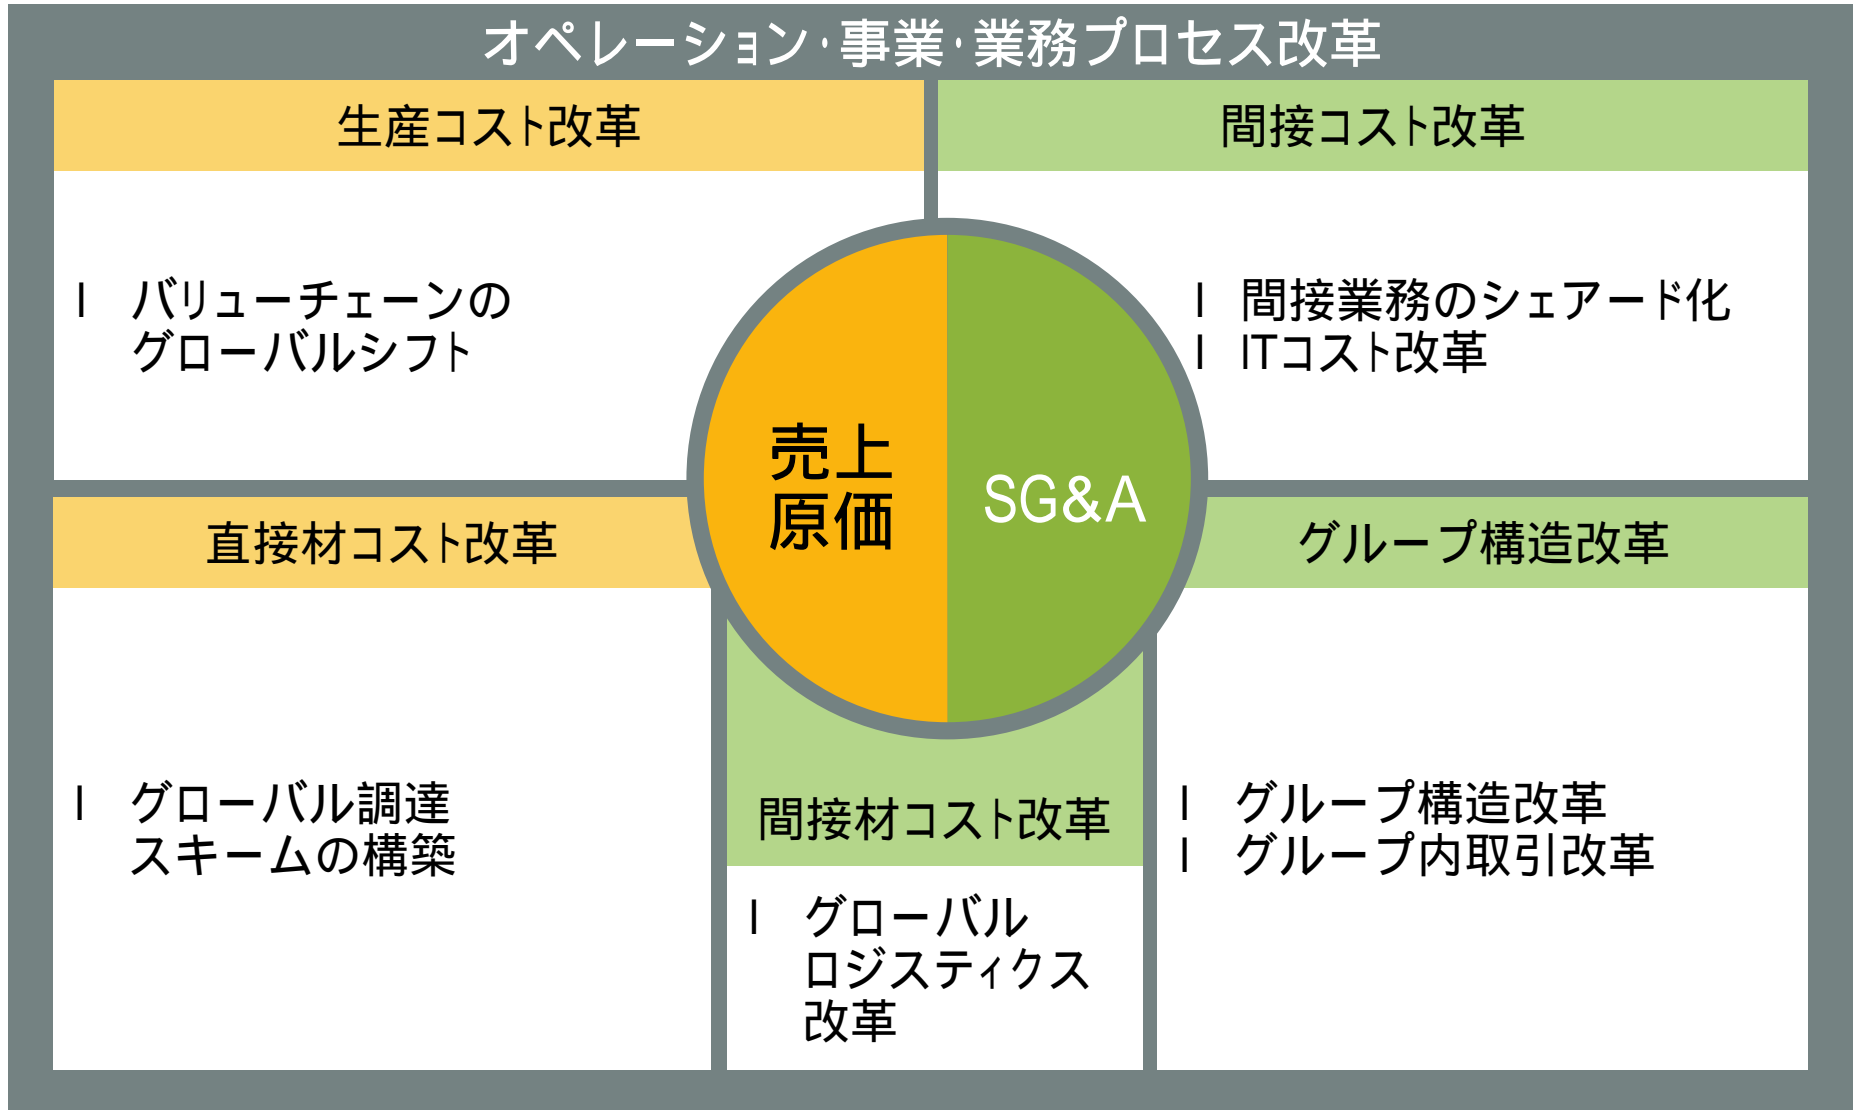 オペレーション・事業・業務プロセス改革
生産コスト改革
間接コスト改革
l バリューチェーンの
グローバルシフト
l 間接業務のシェアード化
l ITコスト改革
売上
原価
SG&A
直接材コスト改革
グループ構造改革
l グローバル調達
スキームの構築
間接材コスト改革
l グローバル
ロジスティクス
改革
l グループ構造改革
l グループ内取引改革